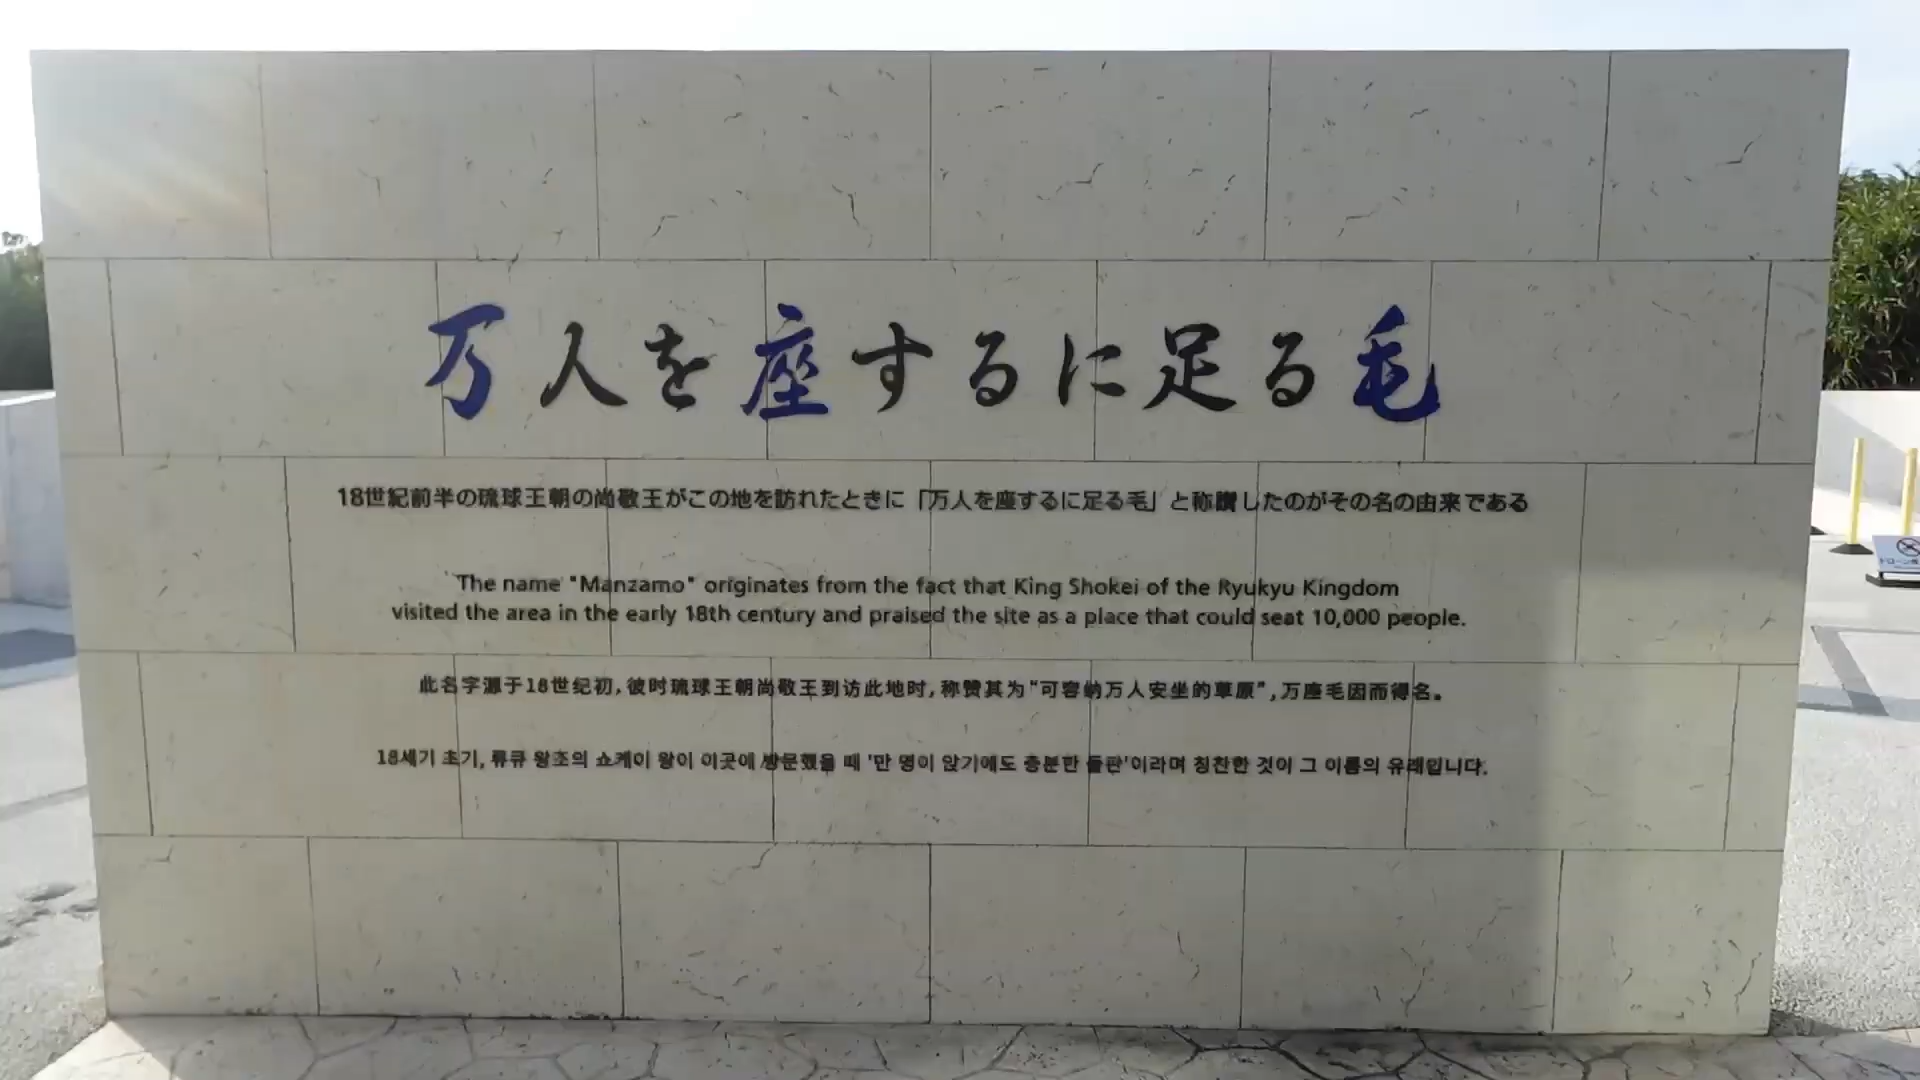 万人を座するに足る毛
18世紀前半の琉球王朝の尚敬王がこの地を訪れたときに「万人を座するに足る毛」と称讃したのがその名の由来である
The name "Manzamo" originates from the fact that King Shokei of the Ryukyu Kingdom
visited the area in the early 18th century and praised the site as a place that could seat 10,000 people.
此名字源于18世纪初,彼时琉球王朝尚敬王到访此地时,称赞其为“可容纳万人安坐的草原”,万座毛因而得名。
18세기 초기, 류큐 왕조의 쇼케이 왕이 이곳에 방문했을 때 '만 명이 앉기에도 충분한 들판'이라며 칭찬한 것이 그 이름의 유래입니다.